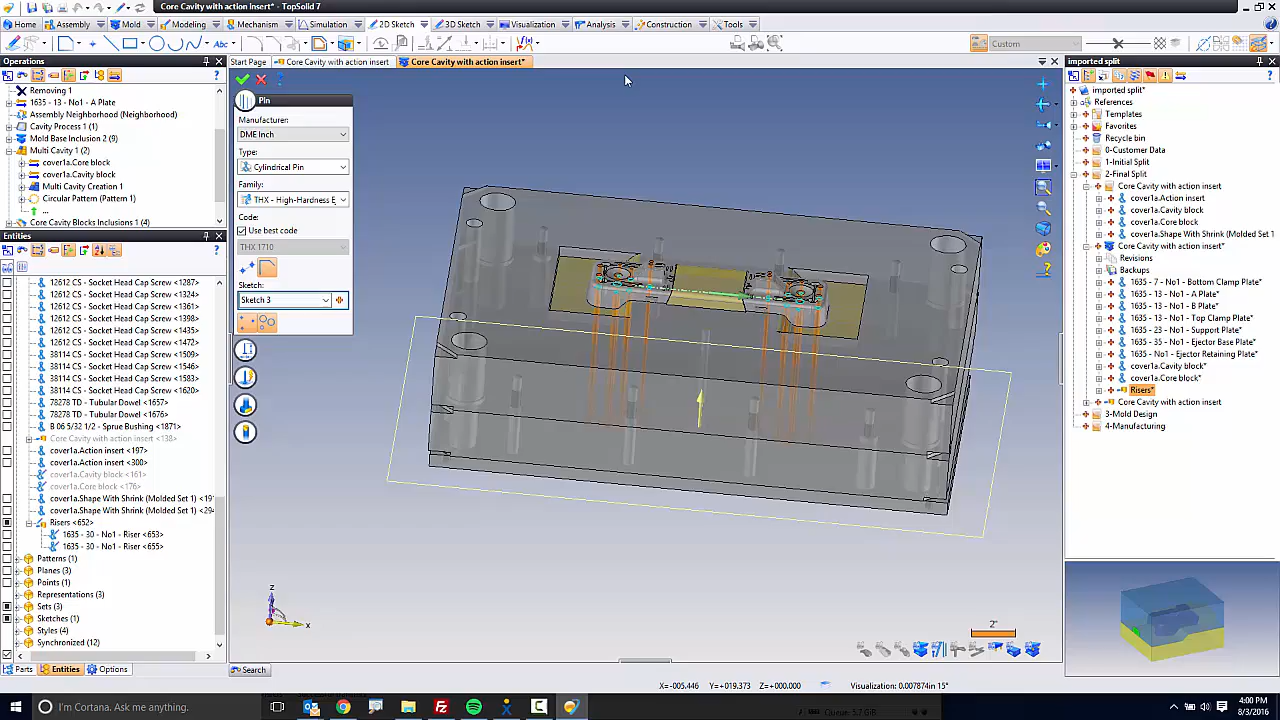 Core Cavity with action insert* - TopSolid 7
Home
Assembly
Mold
Modeling
Mechanism
Simulation
2D Sketch
3D Sketch
Visualization
Analysis
Construction
Tools
Abc
Custom
Operations
Start Page
Core Cavity with action insert
Core Cavity with action insert*
imported split*
Removing 1
1635 - 13 - No1 - A Plate
Assembly Neighborhood (Neighborhood)
Cavity Process 1 (1)
Mold Base Inclusion 2 (9)
Multi Cavity 1 (2)
cover1a.Core block
cover1a.Cavity block
Multi Cavity Creation 1
Circular Pattern (Pattern 1)
...
Core Cavity Blocks Inclusions 1 (4)
Entities
12612 CS - Socket Head Cap Screw <1287>
12612 CS - Socket Head Cap Screw <1324>
12612 CS - Socket Head Cap Screw <1361>
12612 CS - Socket Head Cap Screw <1398>
12612 CS - Socket Head Cap Screw <1435>
12612 CS - Socket Head Cap Screw <1472>
38114 CS - Socket Head Cap Screw <1509>
38114 CS - Socket Head Cap Screw <1546>
38114 CS - Socket Head Cap Screw <1583>
38114 CS - Socket Head Cap Screw <1620>
78278 TD - Tubular Dowel <1657>
78278 TD - Tubular Dowel <1676>
B 06 5/32 1/2 - Sprue Bushing <1871>
Core Cavity with action insert <138>
cover1a.Action insert <197>
cover1a.Action insert <300>
cover1a.Cavity block <161>
cover1a.Core block <176>
cover1a.Shape With Shrink (Molded Set 1) <19
cover1a.Shape With Shrink (Molded Set 1) <29
Risers <652>
1635 - 30 - No1 - Riser <653>
1635 - 30 - No1 - Riser <655>
Patterns (1)
Planes (3)
Points (1)
Representations (3)
Sets (3)
Sketches (1)
Styles (4)
Synchronized (12)
Parts
Entities
Options
Pin
Manufacturer:
DME Inch
Type:
Cylindrical Pin
Family:
THX - High-Hardness E
Code:
Use best code
THX 1710
Sketch:
Sketch 3
z
x
2"
Search
X=-005.446 Y=+019.373 Z=+000.000
Visualization: 0.007874in 15°
imported split*
References
Templates
Favorites
Recycle bin
0-Customer Data
1-Initial Split
2-Final Split
Core Cavity with action insert
cover1a.Action insert
cover1a.Cavity block
cover1a.Core block
cover1a.Shape With Shrink (Molded Set 1
Core Cavity with action insert*
Revisions
Backups
1635 - 7 - No1 - Bottom Clamp Plate*
1635 - 13 - No1 - A Plate*
1635 - 13 - No1 - B Plate*
1635 - 13 - No1 - Top Clamp Plate*
1635 - 23 - No1 - Support Plate*
1635 - 35 - No1 - Ejector Base Plate*
1635 - No1 - Ejector Retaining Plate*
cover1a.Cavity block*
cover1a.Core block*
Risers*
Core Cavity with action insert
3-Mold Design
4-Manufacturing
I'm Cortana. Ask me anything.
Queue: 5.7 GiB
4:00 PM
8/3/2016